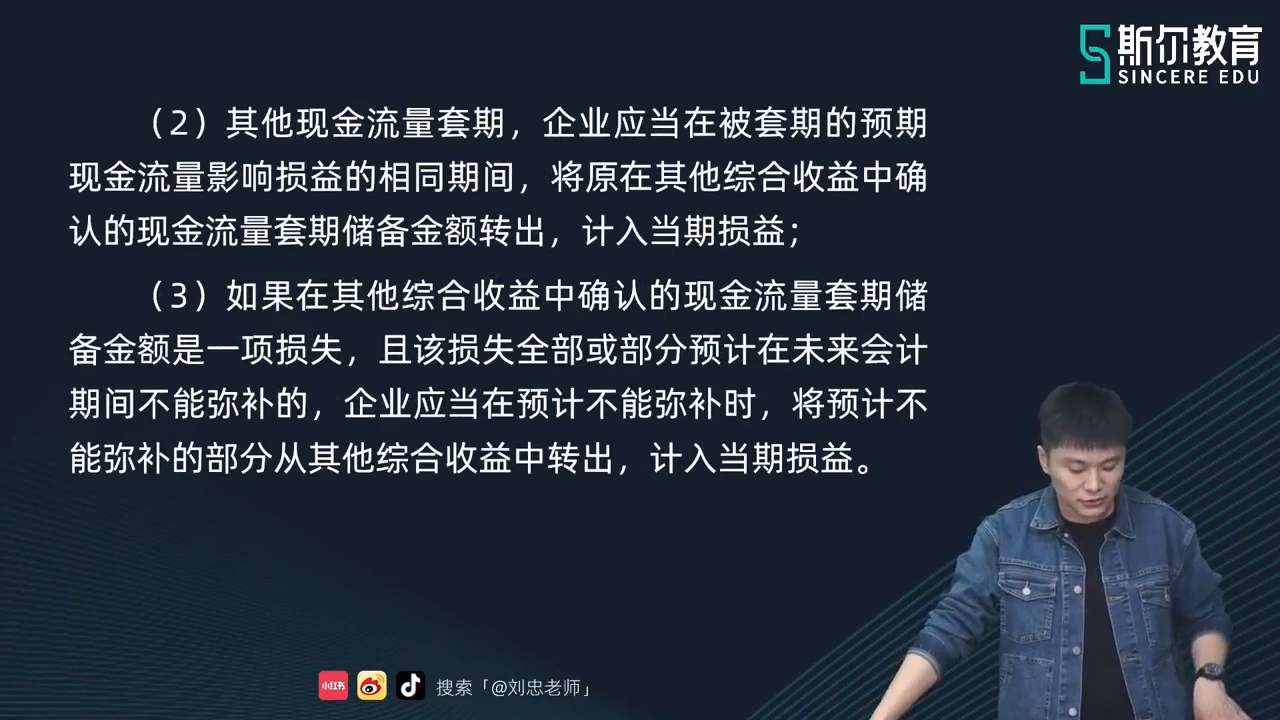 斯尔教育
SINCERE EDU
（2）其他现金流量套期，企业应当在被套期的预期
现金流量影响损益的相同期间，将原在其他综合收益中确
认的现金流量套期储备金额转出，计入当期损益；
（3）如果在其他综合收益中确认的现金流量套期储
备金额是一项损失，且该损失全部或部分预计在未来会计
期间不能弥补的，企业应当在预计不能弥补时，将预计不
能弥补的部分从其他综合收益中转出，计入当期损益。
小红书
搜索「@刘忠老师」